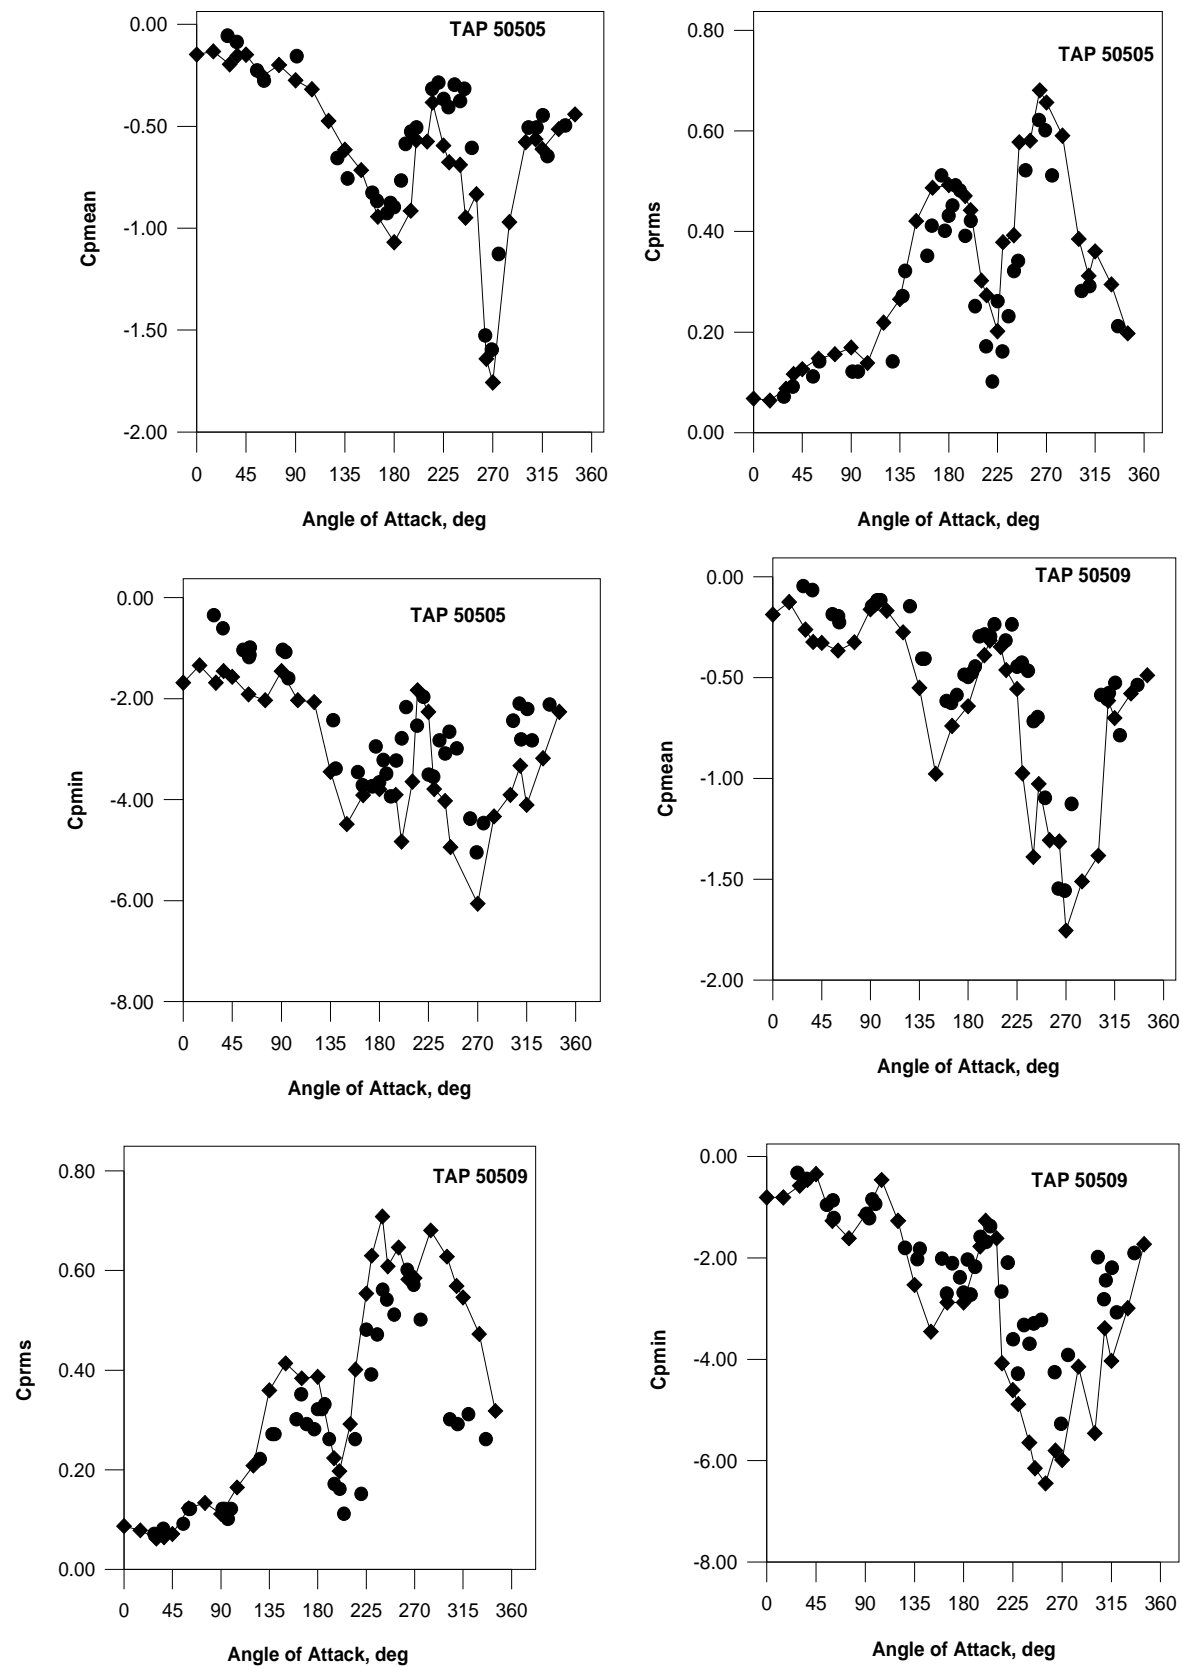 TAP 50505
Cpmean
0.00
-0.50
-1.00
-1.50
-2.00
0 45 90 135 180 225 270 315 360
Angle of Attack, deg
TAP 50505
Cprms
0.80
0.60
0.40
0.20
0.00
0 45 90 135 180 225 270 315 360
Angle of Attack, deg
TAP 50505
Cpmin
0.00
-2.00
-4.00
-6.00
-8.00
0 45 90 135 180 225 270 315 360
Angle of Attack, deg
TAP 50509
Cpmean
0.00
-0.50
-1.00
-1.50
-2.00
0 45 90 135 180 225 270 315 360
Angle of Attack, deg
TAP 50509
Cprms
0.80
0.60
0.40
0.20
0.00
0 45 90 135 180 225 270 315 360
Angle of Attack, deg
TAP 50509
Cpmin
0.00
-2.00
-4.00
-6.00
-8.00
0 45 90 135 180 225 270 315 360
Angle of Attack, deg